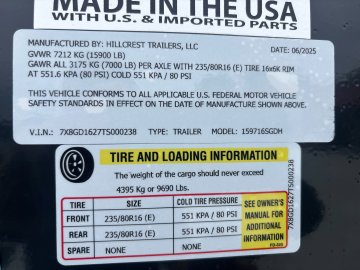 MADE IN THE USA
WITH U.S. & IMPORTED PARTS
MANUFACTURED BY: HILLCREST TRAILERS, LLC DATE: 06/2025
GVWR 7212 KG (15900 LB)
GAWR ALL 3175 KG (7000 LB) PER AXLE WITH 235/80R16 (E) TIRE 16x6K RIM
AT 551.6 KPA (80 PSI) COLD 551 KPA / 80 PSI
THIS VEHICLE CONFORMS TO ALL APPLICABLE U.S. FEDERAL MOTOR VEHICLE
SAFETY STANDARDS IN EFFECT ON THE DATE OF MANUFACTURE SHOWN ABOVE.
V.I.N.: 7X8GD1627TS000238 TYPE: TRAILER MODEL: 159716SGDH
TIRE AND LOADING INFORMATION
The weight of the cargo should never exceed
4395 Kg or 9690 Lbs.
TIRE SIZE COLD TIRE PRESSURE
FRONT 235/80R16 (E) 551 KPA / 80 PSI
REAR 235/80R16 (E) 551 KPA / 80 PSI
SPARE NONE NONE
SEE OWNER'S
MANUAL FOR
ADDITIONAL
INFORMATION
7X8GD1627TS000238